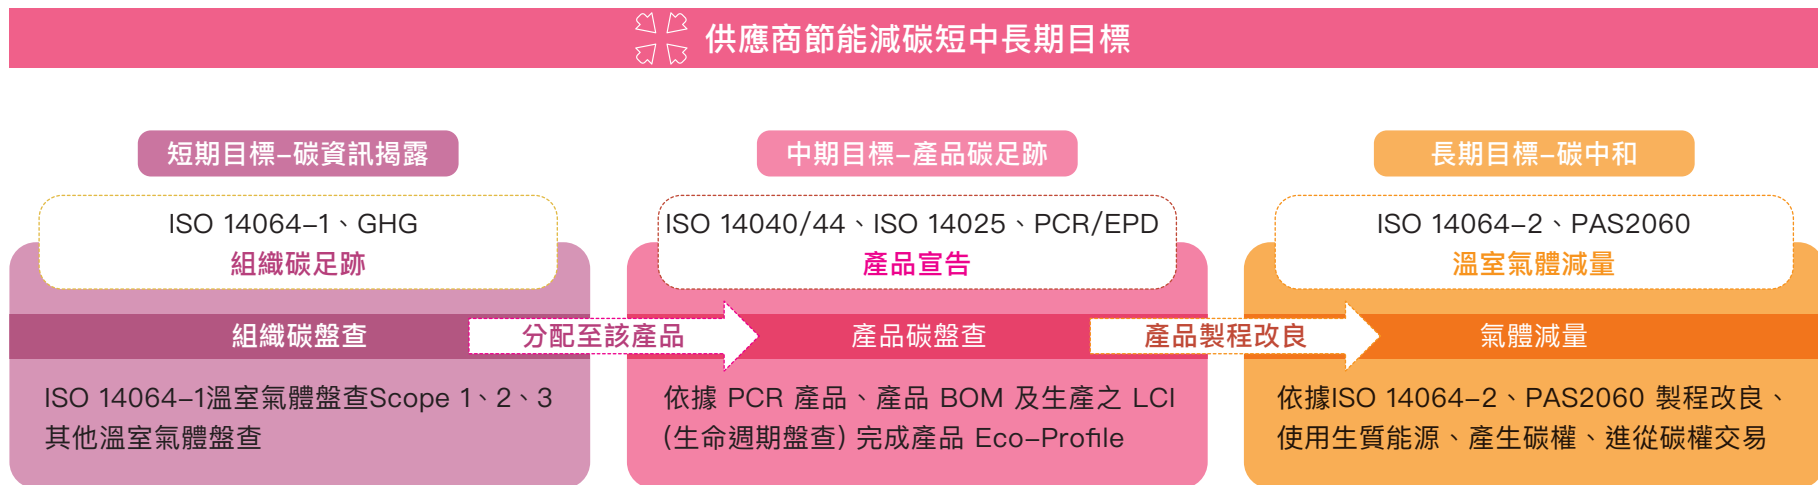 供應商節能減碳短中長期目標
短期目標–碳資訊揭露
ISO 14064–1、GHG
組織碳足跡
組織碳盤查
ISO 14064–1溫室氣體盤查Scope 1、2、3
其他溫室氣體盤查
分配至該產品
中期目標–產品碳足跡
ISO 14040/44、ISO 14025、PCR/EPD
產品宣告
產品碳盤查
依據 PCR 產品、產品 BOM 及生產之 LCI
(生命週期盤查) 完成產品 Eco–Profile
產品製程改良
長期目標–碳中和
ISO 14064–2、PAS2060
溫室氣體減量
氣體減量
依據ISO 14064–2、PAS2060 製程改良、
使用生質能源、產生碳權、進從碳權交易